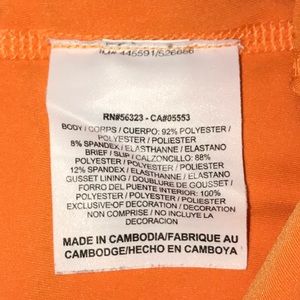 ID# 445591/526886
RN#56323 - CA#05553
BODY / CORPS / CUERPO: 92% POLYESTER /
POLYESTER / POLIESTER
8% SPANDEX / ELASTHANNE / ELASTANO
BRIEF / SLIP / CALZONCILLO: 88%
POLYESTER / POLYESTER / POLIESTER
12% SPANDEX / ELASTHANNE / ELASTANO
GUSSET LINING / DOUBLURE DE GOUSSET /
FORRO DEL PUENTE INTERIOR: 100%
POLYESTER / POLYESTER / POLIESTER
EXCLUSIVE-OF DECORATION / DECORATION
NON COMPRISE / NO INCLUYE LA
DECORACION
MADE IN CAMBODIA/FABRIQUE AU
CAMBODGE/HECHO EN CAMBOYA